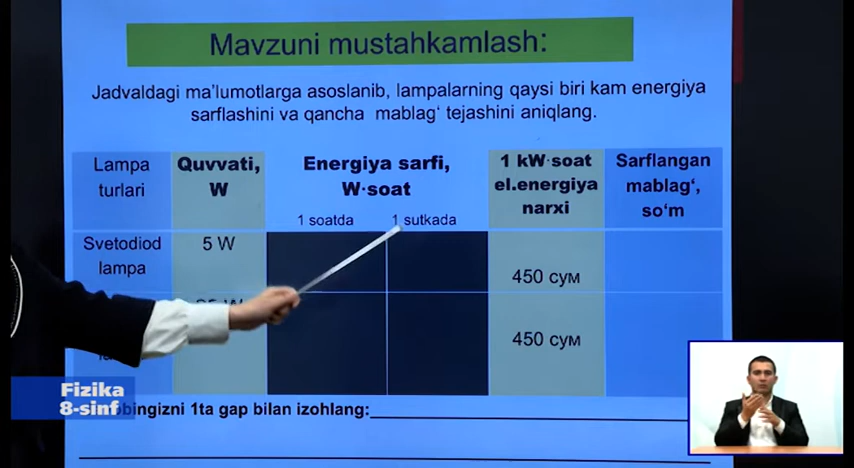 Mavzuni mustahkamlash:
Jadvaldagi ma'lumotlarga asoslanib, lampalarning qaysi biri kam energiya
sarflashini va qancha mablag‘ tejashini aniqlang.
Lampa turlari
Quvvati, W
Energiya sarfi, W·soat
1 soatda
1 sutkada
1 kW·soat el.energiya narxi
Sarflangan mablag‘, so‘m
Svetodiod lampa
5 W
450 сум
450 сум
Fizika
8-sinf
1ta gap bilan izohlang: